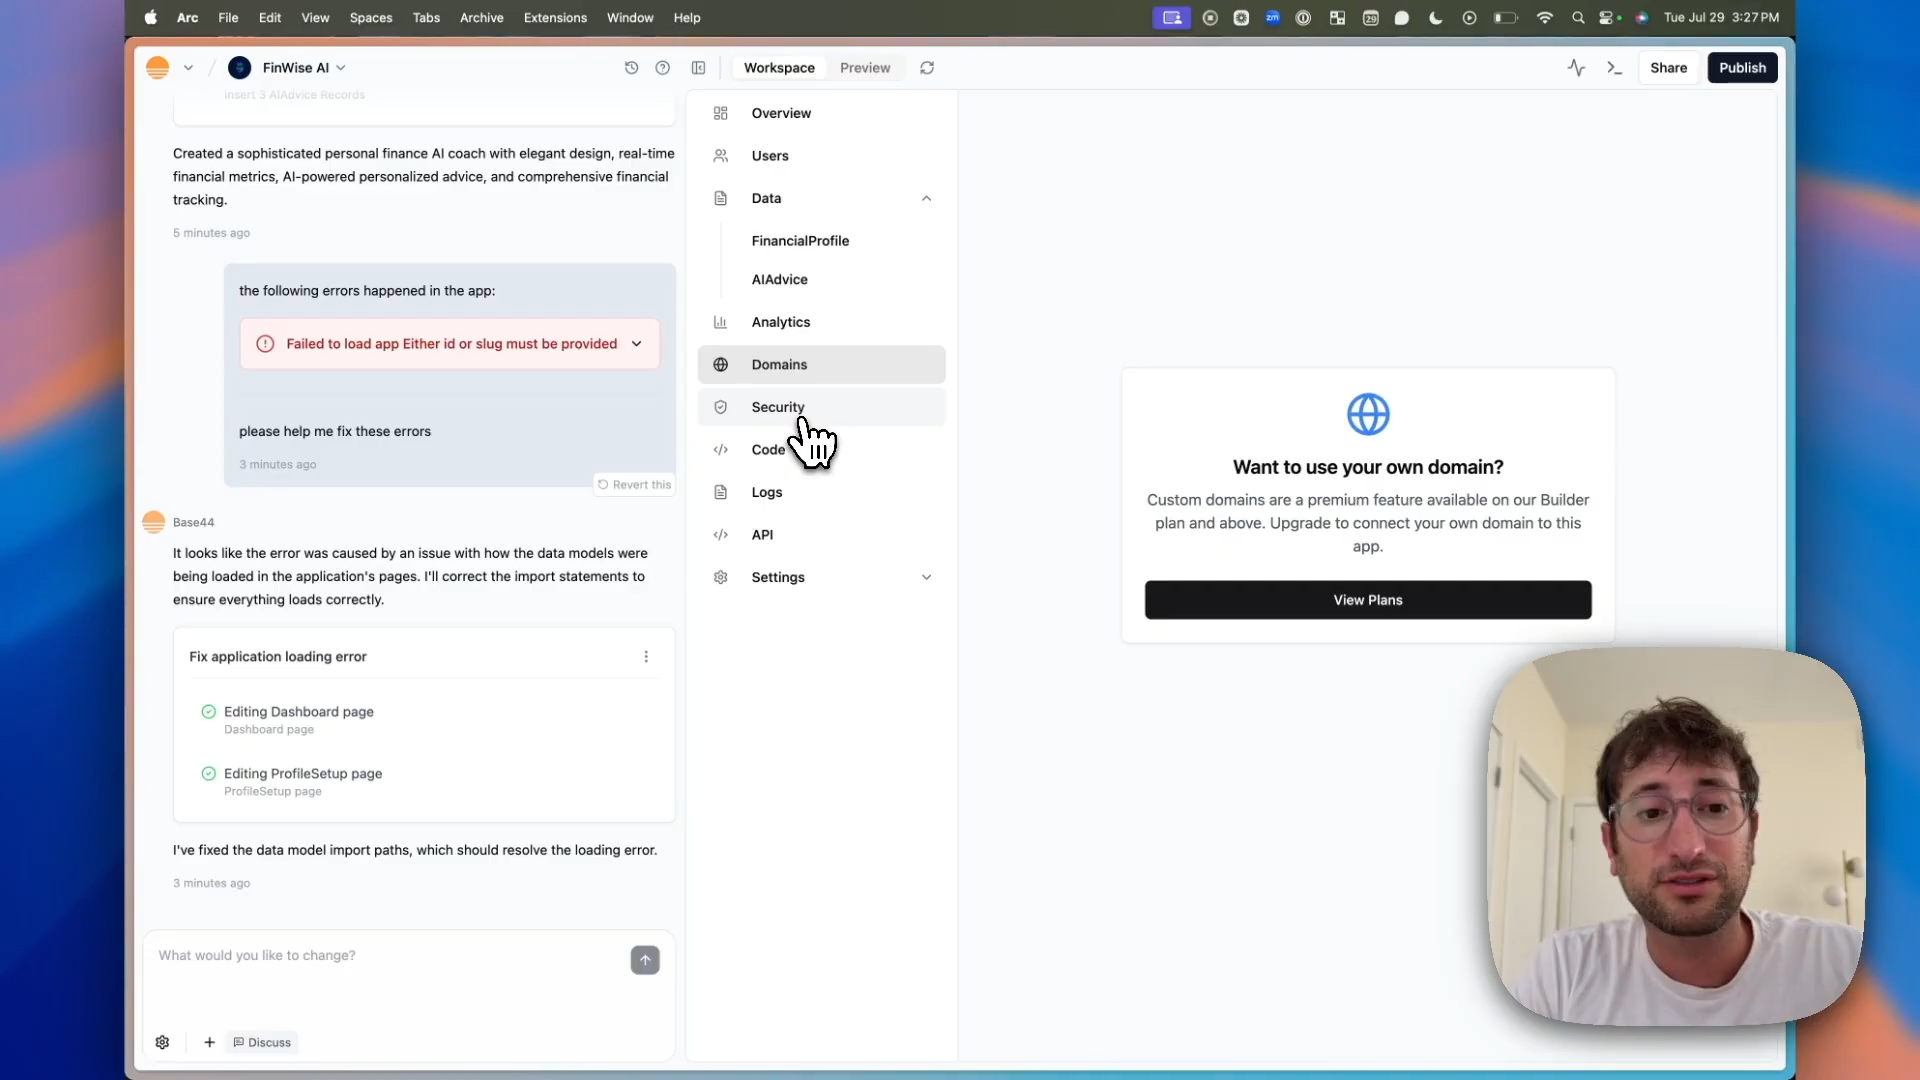 Arc File Edit View Spaces Tabs Archive Extensions Window Help
zm 29 Tue Jul 29 3:27 PM
FinWise AI
Workspace Preview
Share Publish
Insert 3 AIAdvice Records
Created a sophisticated personal finance AI coach with elegant design, real-time
financial metrics, AI-powered personalized advice, and comprehensive financial
tracking.
5 minutes ago
the following errors happened in the app:
Failed to load app Either id or slug must be provided
please help me fix these errors
3 minutes ago
Revert this
Base44
It looks like the error was caused by an issue with how the data models were
being loaded in the application's pages. I'll correct the import statements to
ensure everything loads correctly.
Fix application loading error
Editing Dashboard page
Dashboard page
Editing ProfileSetup page
ProfileSetup page
I've fixed the data model import paths, which should resolve the loading error.
3 minutes ago
What would you like to change?
Discuss
Overview
Users
Data
FinancialProfile
AIAdvice
Analytics
Domains
Security
Code
Logs
API
Settings
Want to use your own domain?
Custom domains are a premium feature available on our Builder
plan and above. Upgrade to connect your own domain to this
app.
View Plans